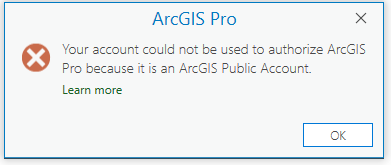 ArcGIS Pro
Your account could not be used to authorize ArcGIS
Pro because it is an ArcGIS Public Account.
Learn more
OK